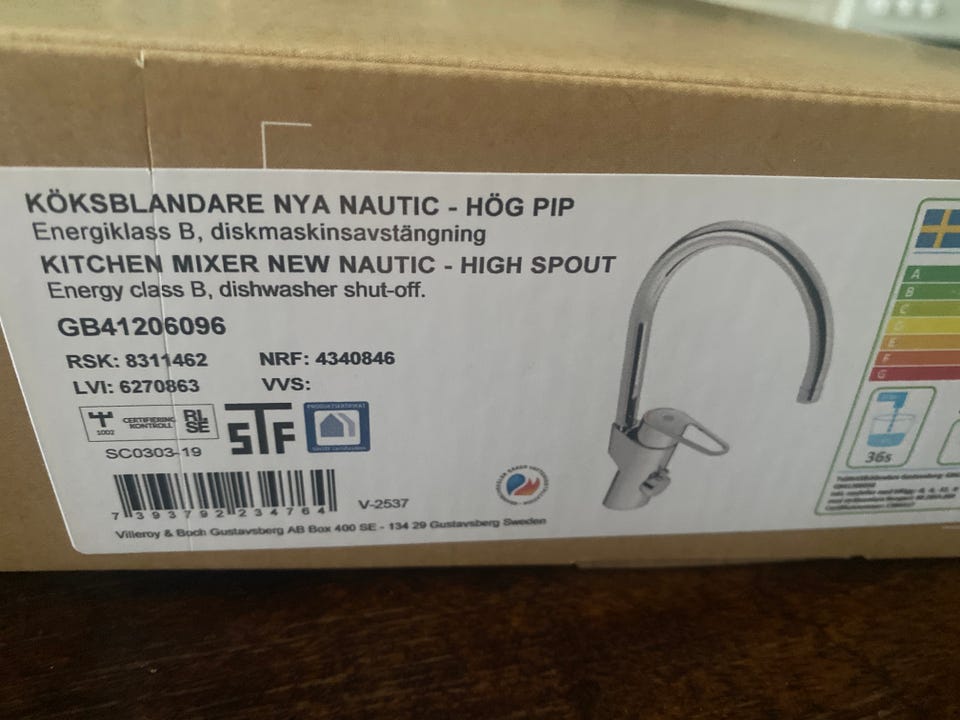 KÖKSBLANDARE NYA NAUTIC - HÖG PIP
Energiklass B, diskmaskinsavstängning
KITCHEN MIXER NEW NAUTIC - HIGH SPOUT
Energy class B, dishwasher shut-off.
GB41206096
RSK: 8311462 NRF: 4340846
LVI: 6270863 VVS:
1002 CERTIFIERING KONTROLL RI. SE
SC0303-19
STF
PRODUKTCERTIFIKAT
7 393792 234764
V-2537
Villeroy & Boch Gustavsberg AB Box 400 SE - 134 29 Gustavsberg Sweden
A
B
C
D
E
F
G
36s